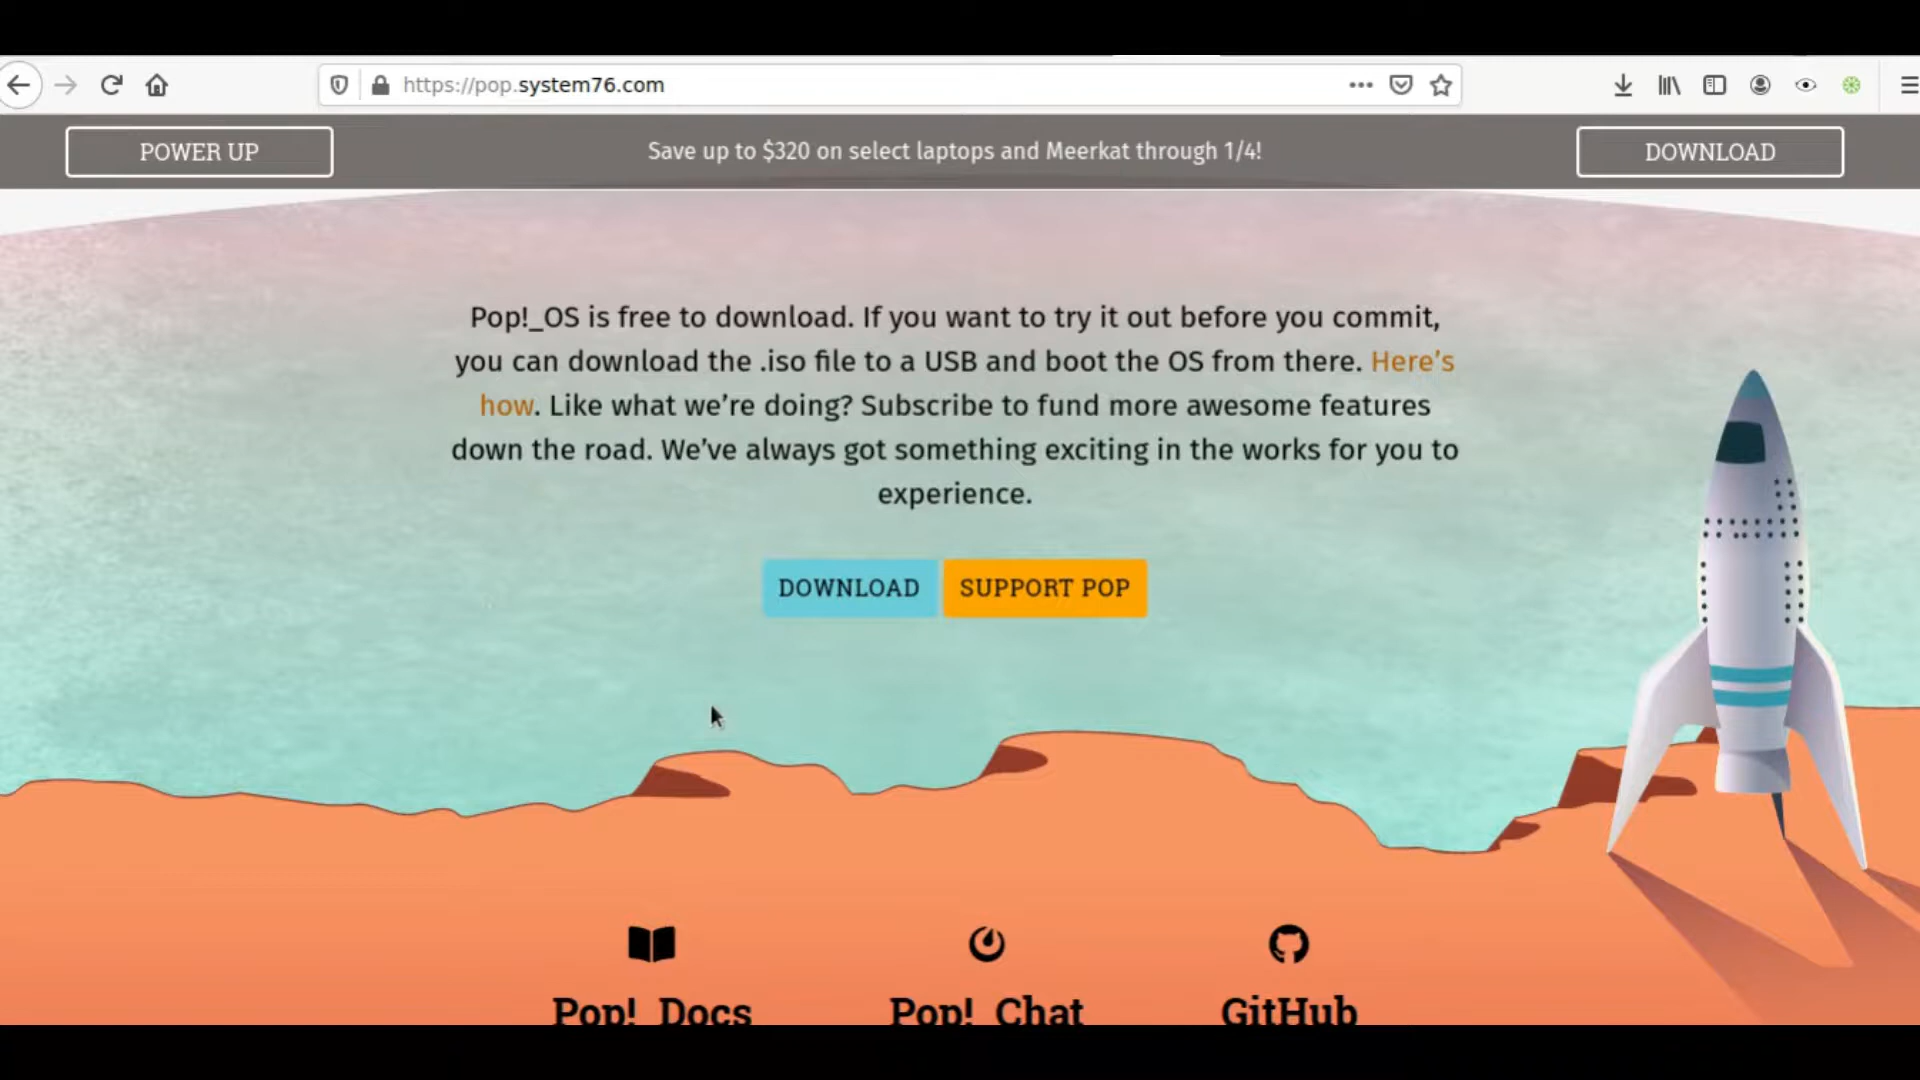 https://pop.system76.com
POWER UP
Save up to $320 on select laptops and Meerkat through 1/4!
DOWNLOAD
Pop!_OS is free to download. If you want to try it out before you commit,
you can download the .iso file to a USB and boot the OS from there. Here's
how. Like what we're doing? Subscribe to fund more awesome features
down the road. We've always got something exciting in the works for you to
experience.
DOWNLOAD
SUPPORT POP
Pop!_Docs
Pop!_Chat
GitHub